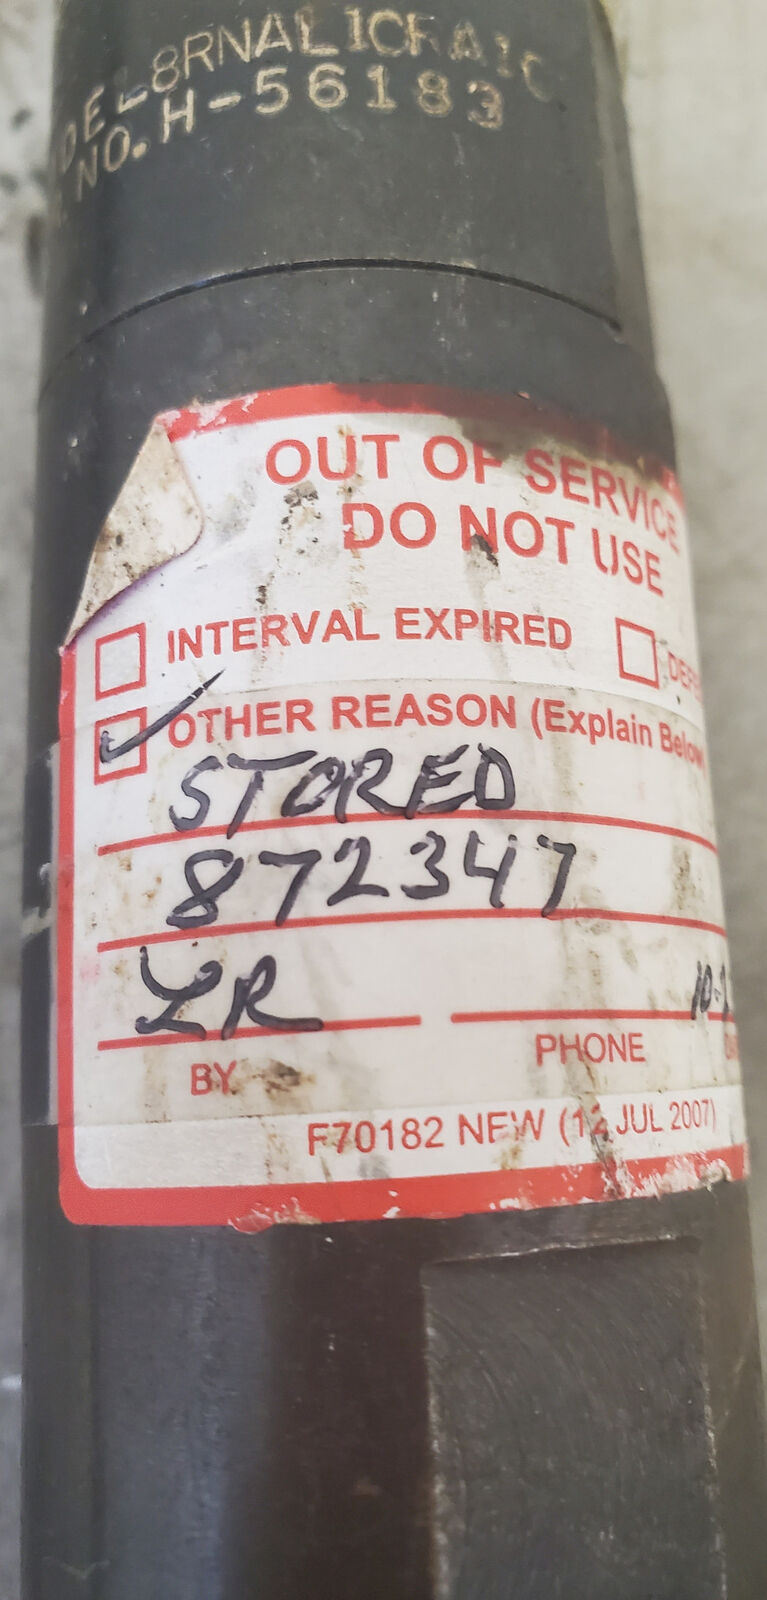 DEL 8RNAL1CRA1C
NO. H-56183
OUT OF SERVICE
DO NOT USE
INTERVAL EXPIRED
OTHER REASON (Explain Below
STORED
872347
LR
BY
PHONE
F70182 NEW (12 JUL 2007)